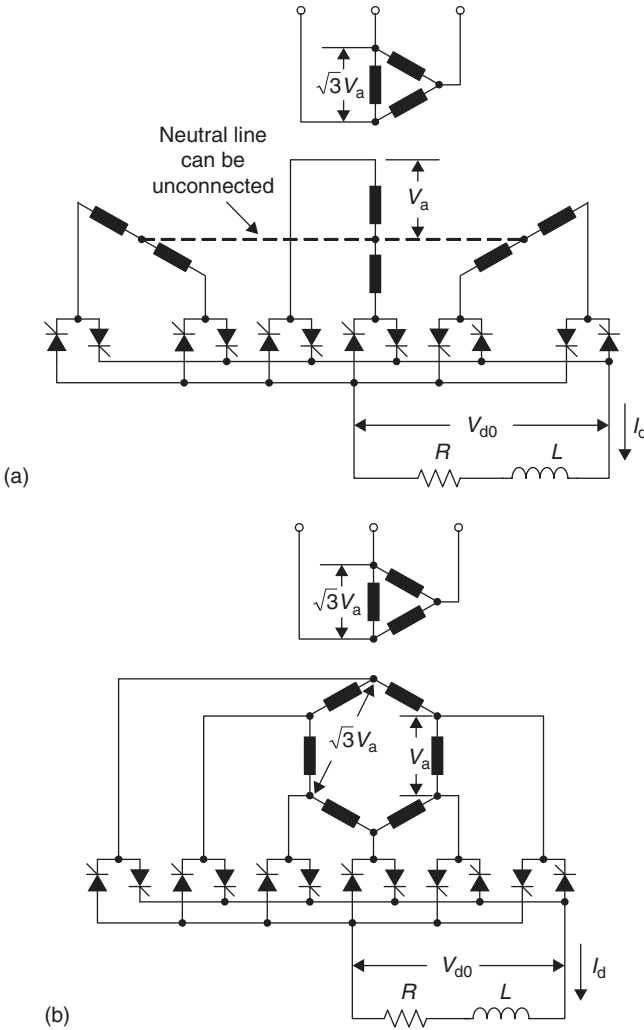 √3Va
Neutral line
can be
unconnected
Va
Vd0
Id
R
L
(a)
√3Va
√3Va
Va
Vd0
Id
R
L
(b)